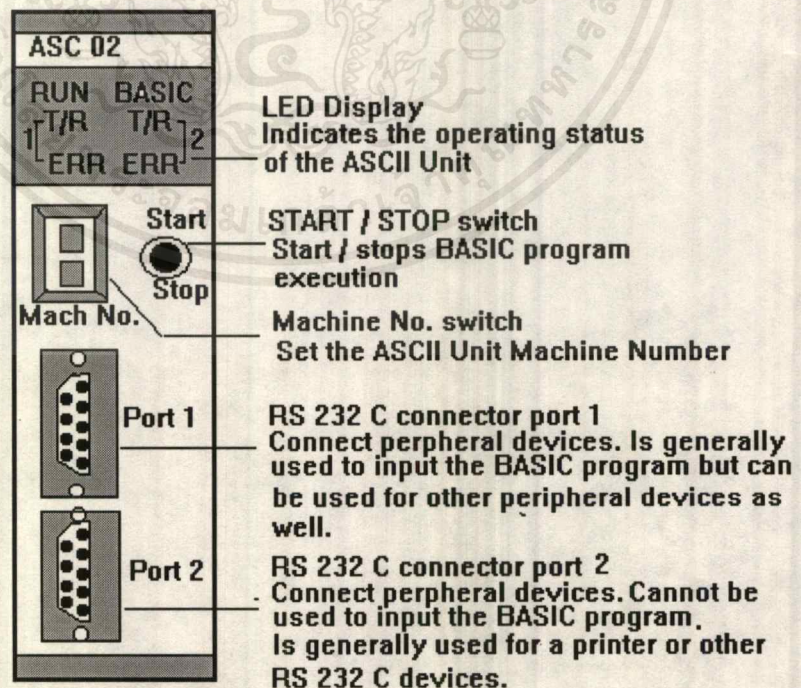 ASC 02
RUN BASIC
1 T/R T/R 2
ERR ERR
LED Display
Indicates the operating status
of the ASCII Unit
Start
Stop
START / STOP switch
Start / stops BASIC program
execution
Mach No.
Machine No. switch
Set the ASCII Unit Machine Number
Port 1
RS 232 C connector port 1
Connect perpheral devices. Is generally
used to input the BASIC program but can
be used for other peripheral devices as
well.
Port 2
RS 232 C connector port 2
Connect perpheral devices. Cannot be
used to input the BASIC program.
Is generally used for a printer or other
RS 232 C devices.